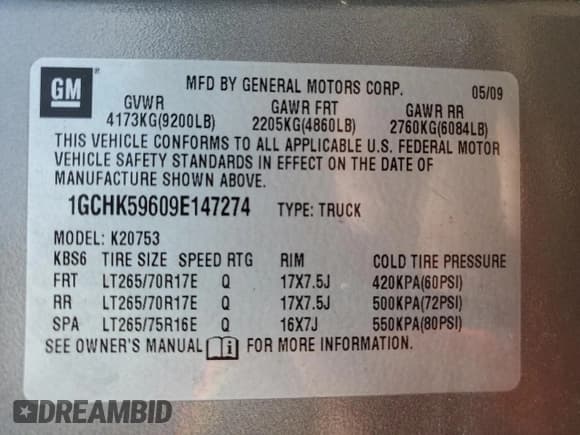 GM
MFD BY GENERAL MOTORS CORP. 05/09
GVWR GAWR FRT GAWR RR
4173KG(9200LB) 2205KG(4860LB) 2760KG(6084LB)
THIS VEHICLE CONFORMS TO ALL APPLICABLE U.S. FEDERAL MOTOR
VEHICLE SAFETY STANDARDS IN EFFECT ON THE DATE OF
MANUFACTURE SHOWN ABOVE.
1GCHK59609E147274 TYPE: TRUCK
MODEL: K20753
KBS6 TIRE SIZE SPEED RTG RIM COLD TIRE PRESSURE
FRT LT265/70R17E Q 17X7.5J 420KPA(60PSI)
RR LT265/70R17E Q 17X7.5J 500KPA(72PSI)
SPA LT265/75R16E Q 16X7J 550KPA(80PSI)
SEE OWNER'S MANUAL i FOR MORE INFORMATION.
DREAMBID